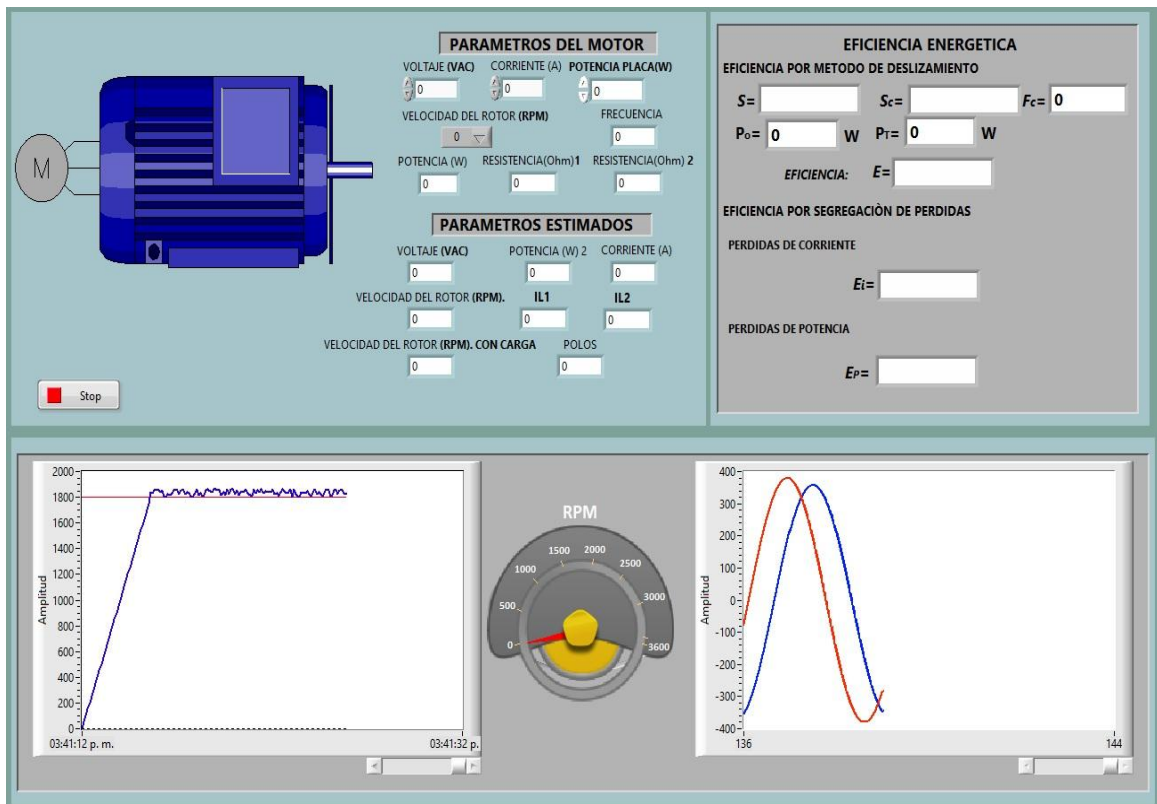 M
PARAMETROS DEL MOTOR
VOLTAJE (VAC) CORRIENTE (A) POTENCIA PLACA(W)
0 0 0
VELOCIDAD DEL ROTOR (RPM) FRECUENCIA
0 0
POTENCIA (W) RESISTENCIA(Ohm)1 RESISTENCIA(Ohm) 2
0 0 0
PARAMETROS ESTIMADOS
VOLTAJE (VAC) POTENCIA (W) 2 CORRIENTE (A)
0 0 0
VELOCIDAD DEL ROTOR (RPM). IL1 IL2
0 0 0
VELOCIDAD DEL ROTOR (RPM). CON CARGA POLOS
0 0
Stop
EFICIENCIA ENERGETICA
EFICIENCIA POR METODO DE DESLIZAMIENTO
S= Sc= Fc= 0
Po= 0 W PT= 0 W
EFICIENCIA: E=
EFICIENCIA POR SEGREGACIÒN DE PERDIDAS
PERDIDAS DE CORRIENTE
Ei=
PERDIDAS DE POTENCIA
EP=
Amplitud
2000
1800
1600
1400
1200
1000
800
600
400
200
0
03:41:12 p. m. 03:41:32 p.
RPM
0
500
1000
1500
2000
2500
3000
3600
Amplitud
400
300
200
100
0
-100
-200
-300
-400
136 144